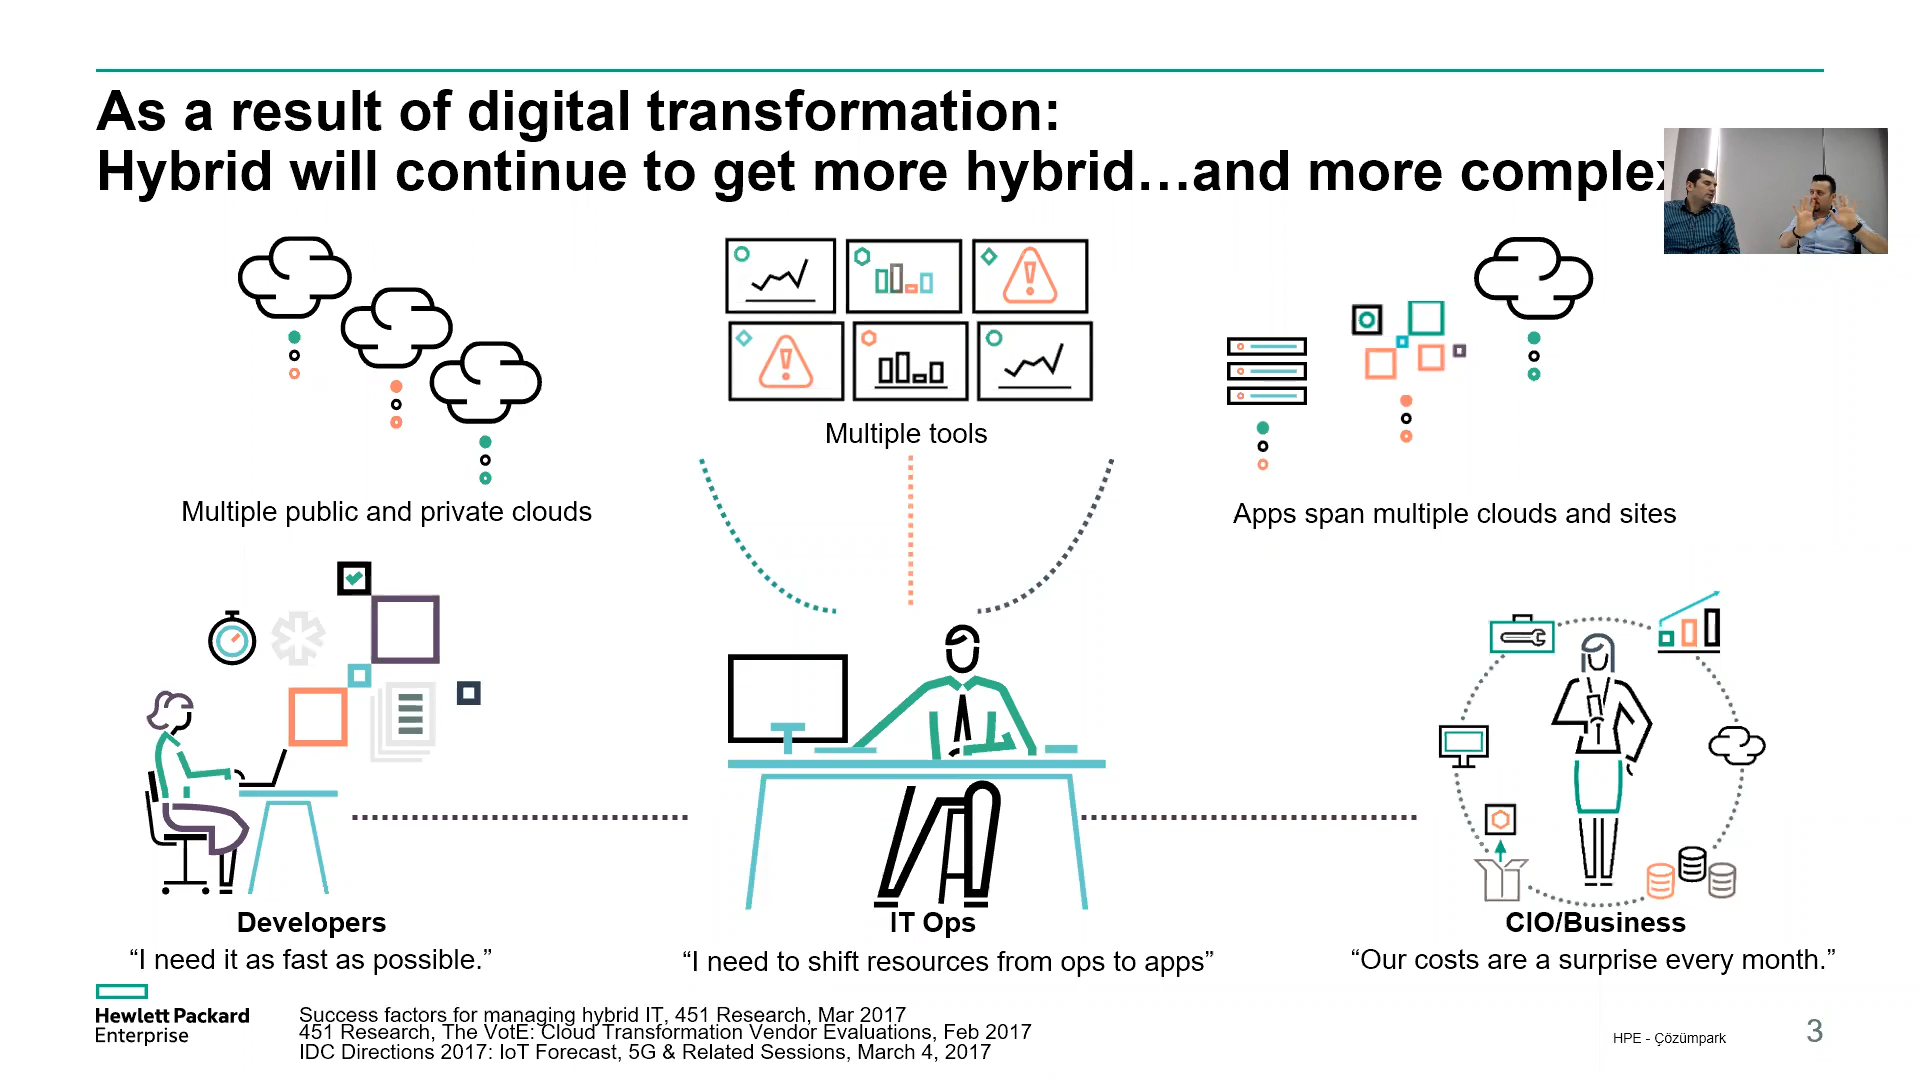 As a result of digital transformation:
Hybrid will continue to get more hybrid…and more complex
Multiple tools
Multiple public and private clouds
Apps span multiple clouds and sites
Developers
“I need it as fast as possible.”
IT Ops
“I need to shift resources from ops to apps”
CIO/Business
“Our costs are a surprise every month.”
Hewlett Packard
Enterprise
Success factors for managing hybrid IT, 451 Research, Mar 2017
451 Research, The VotE: Cloud Transformation Vendor Evaluations, Feb 2017
IDC Directions 2017: IoT Forecast, 5G & Related Sessions, March 4, 2017
HPE - Çözümpark
3